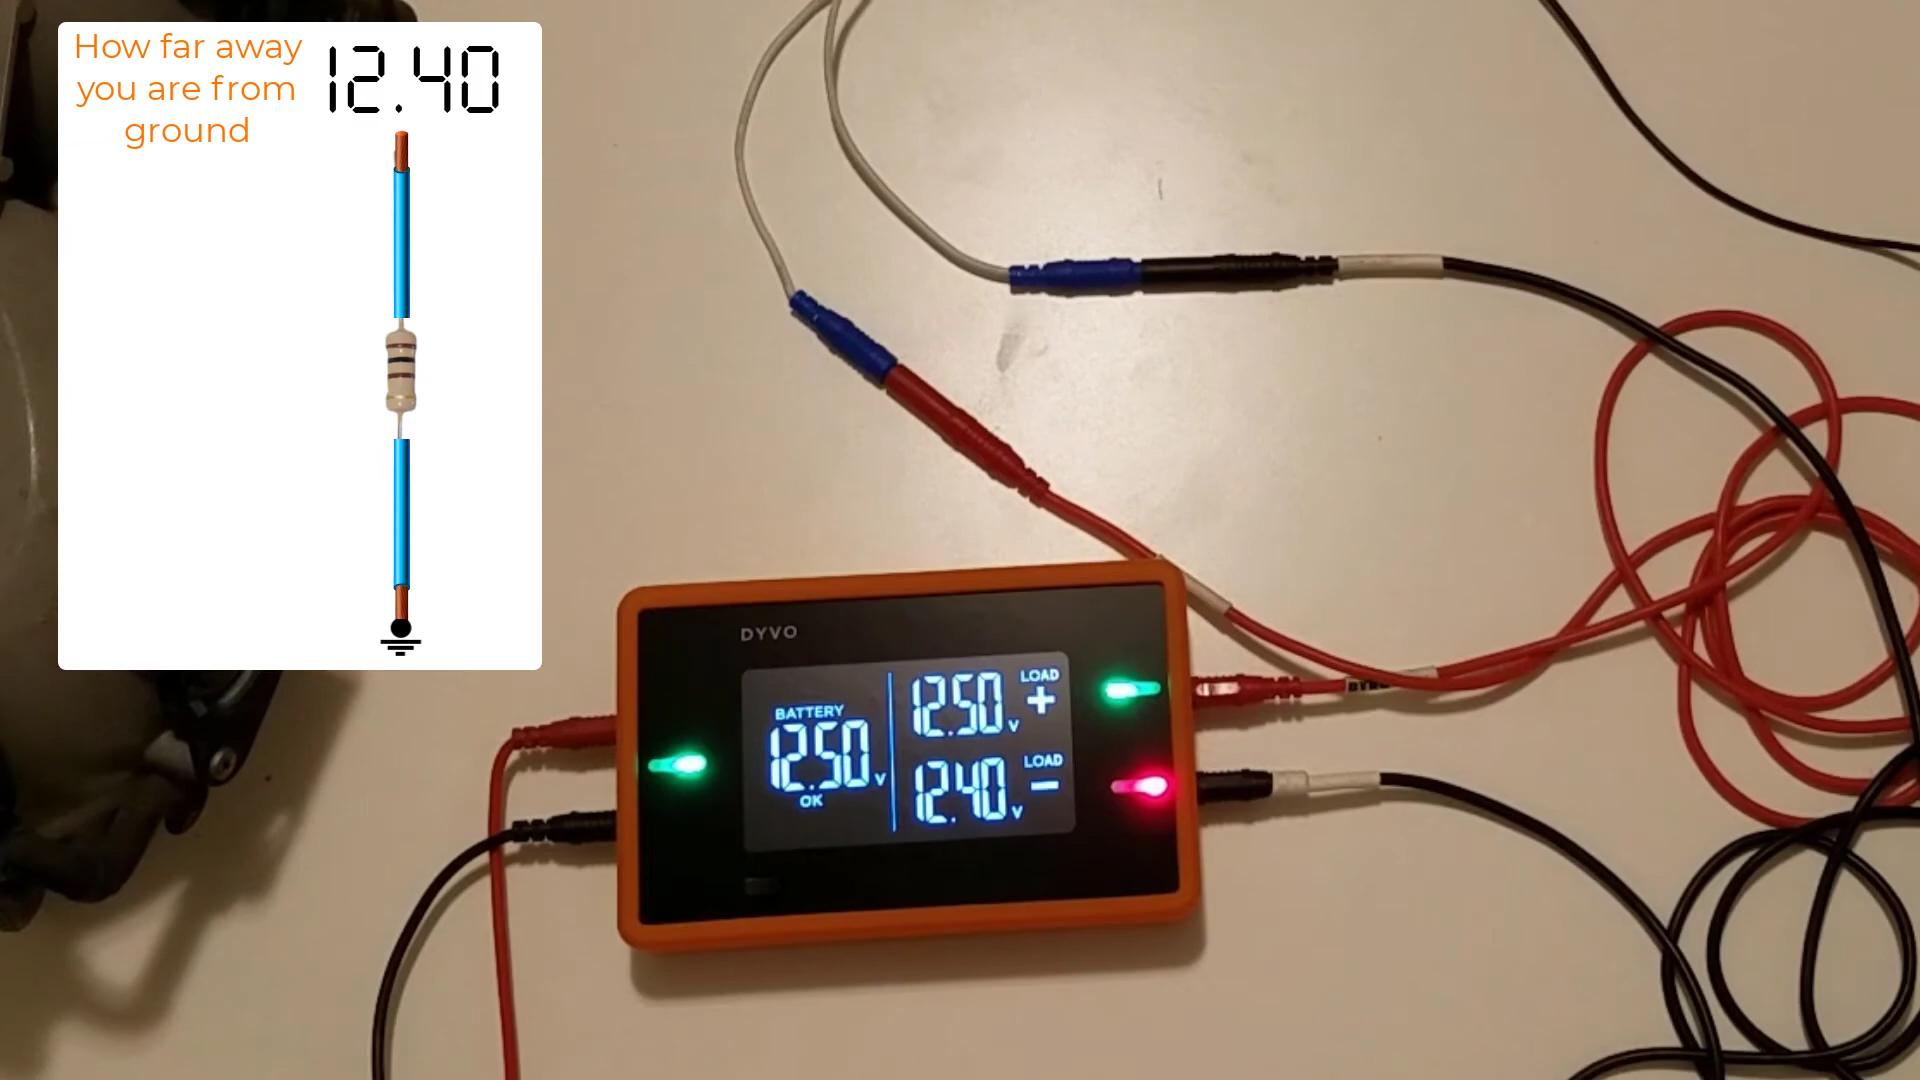 How far away
you are from
ground
12.40
DYVO
BATTERY
12.50 V
OK
12.50 V
LOAD
+
12.40 V
LOAD
-